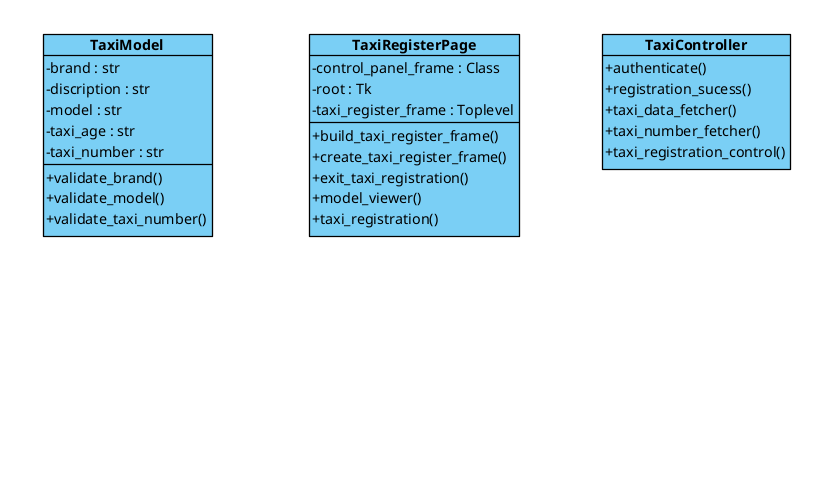 TaxiModel
-brand : str
-discription : str
-model : str
-taxi_age : str
-taxi_number : str
+validate_brand()
+validate_model()
+validate_taxi_number()
TaxiRegisterPage
-control_panel_frame : Class
-root : Tk
-taxi_register_frame : Toplevel
+build_taxi_register_frame()
+create_taxi_register_frame()
+exit_taxi_registration()
+model_viewer()
+taxi_registration()
TaxiController
+authenticate()
+registration_sucess()
+taxi_data_fetcher()
+taxi_number_fetcher()
+taxi_registration_control()